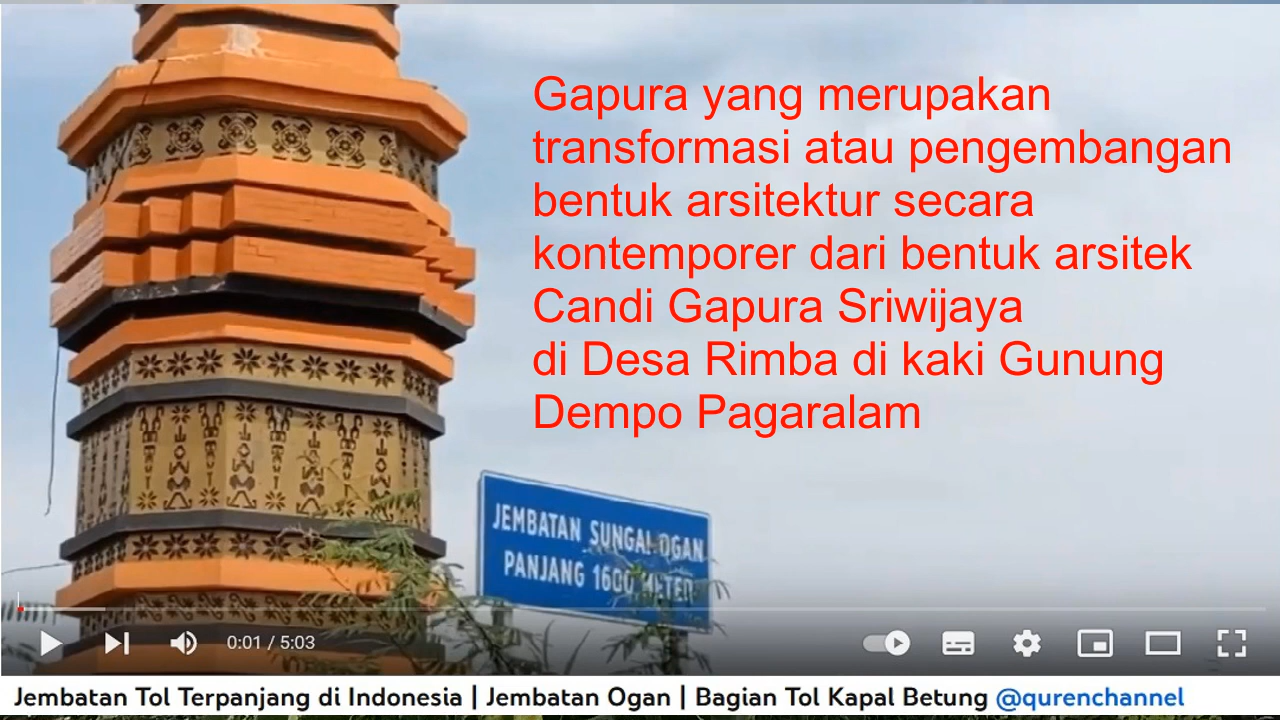 Gapura yang merupakan
transformasi atau pengembangan
bentuk arsitektur secara
kontemporer dari bentuk arsitek
Candi Gapura Sriwijaya
di Desa Rimba di kaki Gunung
Dempo Pagaralam
JEMBATAN SUNGAI OGAN
PANJANG 1600 METER
0:01 / 5:03
Jembatan Tol Terpanjang di Indonesia | Jembatan Ogan | Bagian Tol Kapal Betung @qurenchannel